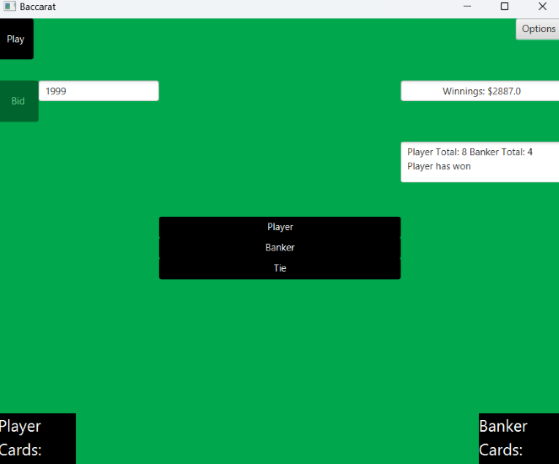 Baccarat
Play
Options
Bid
1999
Winnings: $2887.0
Player Total: 8 Banker Total: 4
Player has won
Player
Banker
Tie
Player
Cards:
Banker
Cards: